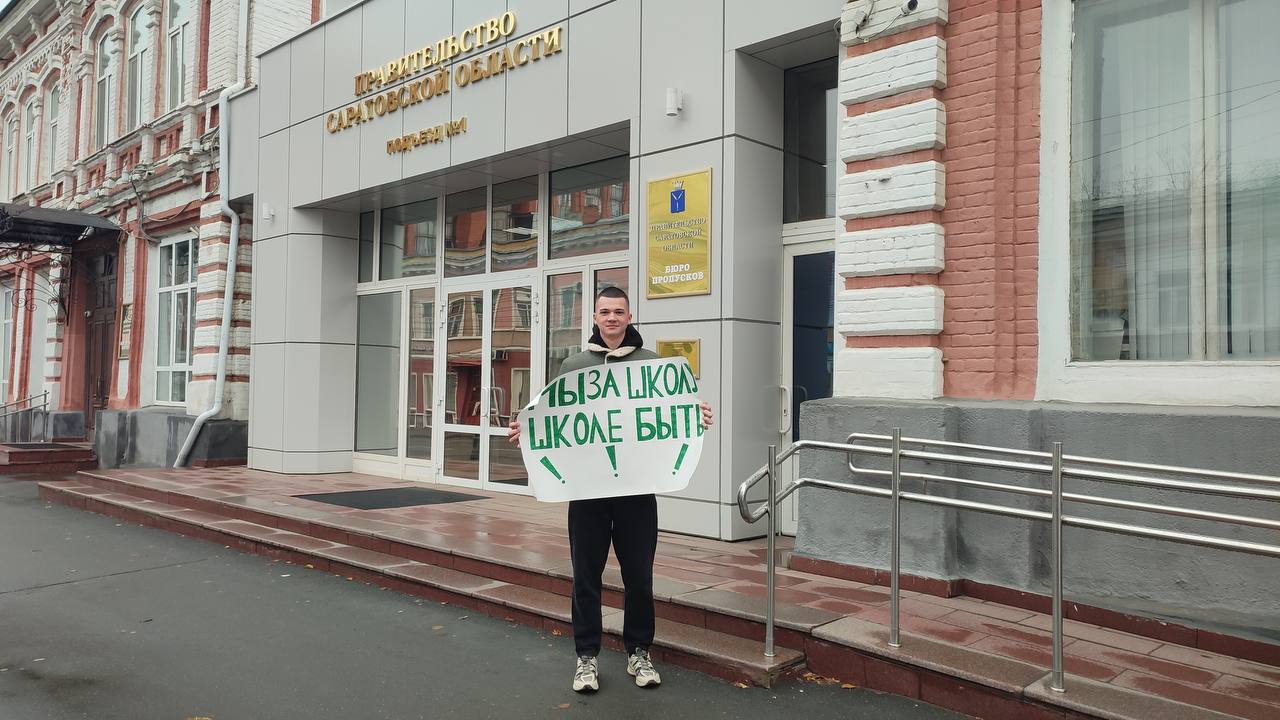 ПРАВИТЕЛЬСТВО
САРАТОВСКОЙ ОБЛАСТИ
ПОДЪЕЗД №1
ПРАВИТЕЛЬСТВО
САРАТОВСКОЙ
ОБЛАСТИ
БЮРО
ПРОПУСКОВ
МЫ ЗА ШКОЛУ
ШКОЛЕ БЫТЬ
! ! !